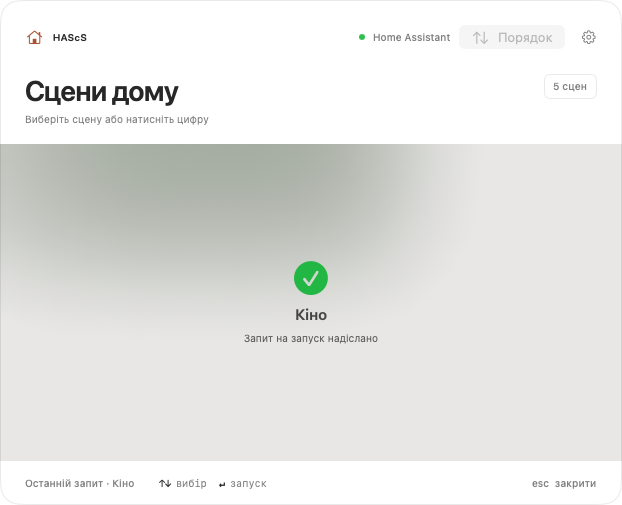 HAScS
Home Assistant
Порядок
Сцени дому
5 сцен
Виберіть сцену або натисніть цифру
Кіно
Запит на запуск надіслано
Останній запит · Кіно
↑↓ вибір
↵ запуск
esc закрити